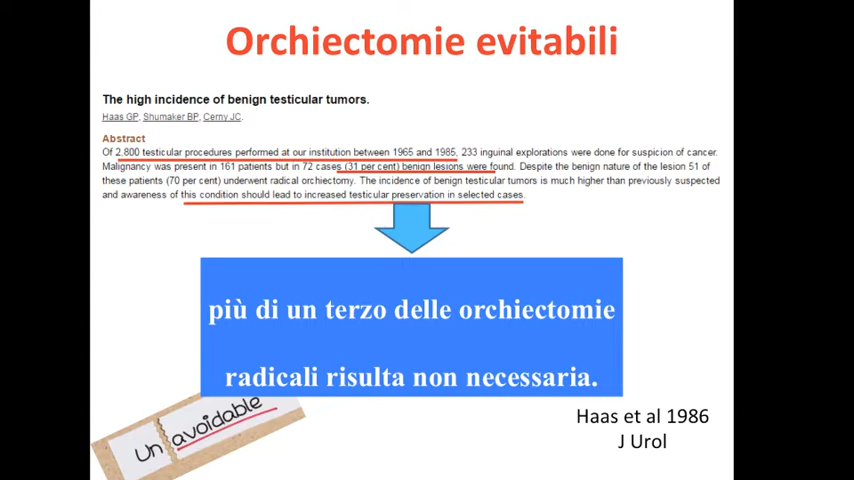 Orchiectomie evitabili
The high incidence of benign testicular tumors.
Haas GP, Shumaker BP, Cerny JC.
Abstract
Of 2,800 testicular procedures performed at our institution between 1965 and 1985, 233 inguinal explorations were done for suspicion of cancer.
Malignancy was present in 161 patients but in 72 cases (31 per cent) benign lesions were found. Despite the benign nature of the lesion 51 of
these patients (70 per cent) underwent radical orchiectomy. The incidence of benign testicular tumors is much higher than previously suspected
and awareness of this condition should lead to increased testicular preservation in selected cases.
più di un terzo delle orchiectomie
radicali risulta non necessaria.
Un avoidable
Haas et al 1986
J Urol